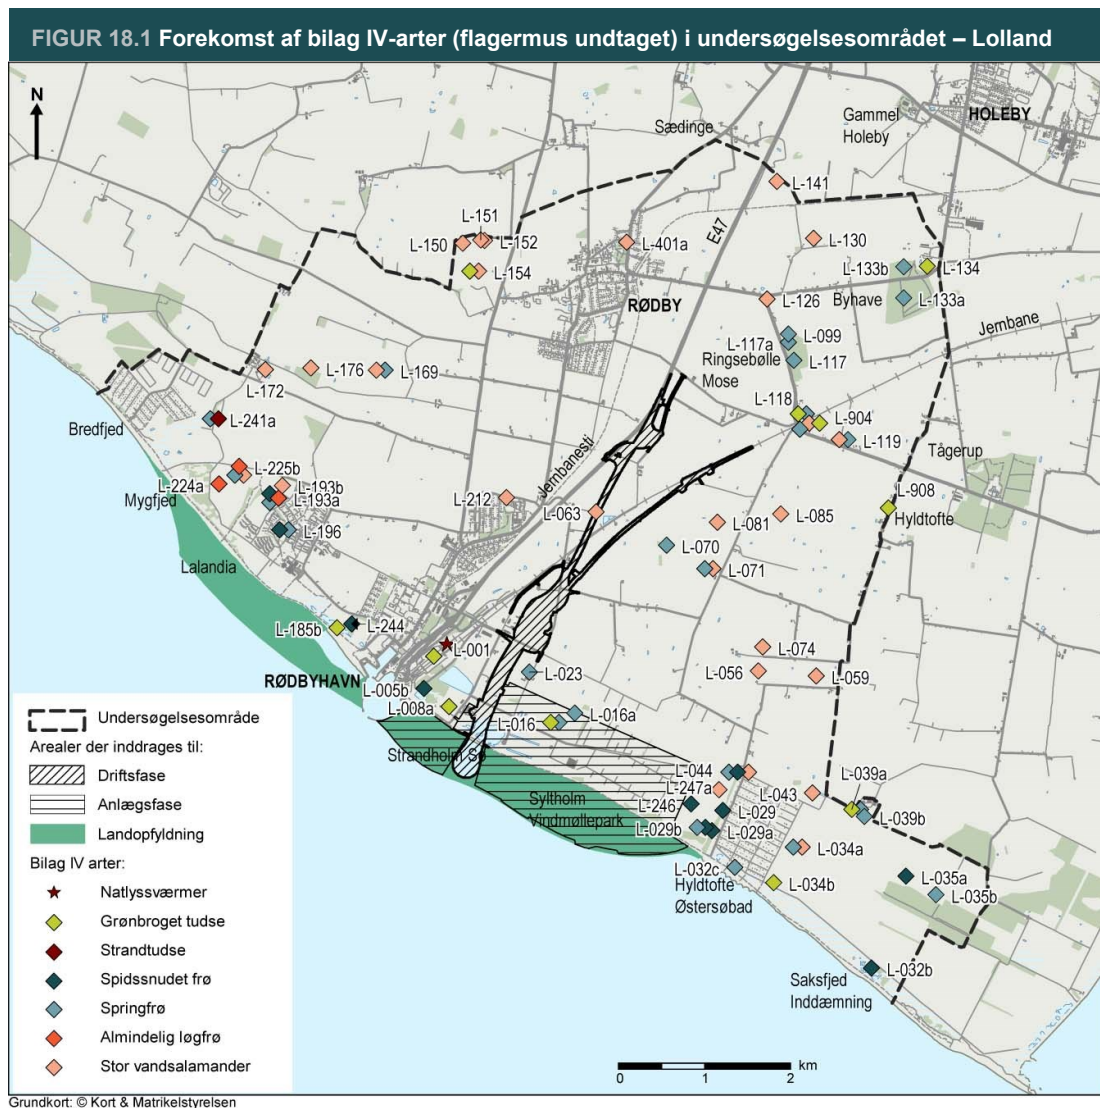 FIGUR 18.1 Forekomst af bilag IV-arter (flagermus undtaget) i undersøgelsesområdet – Lolland
N
Gammel
Holeby
HOLEBY
Sædinge
L-141
L-151
L-150
L-152
L-154
L-401a
E47
L-130
L-133b
L-134
Byhave
L-133a
L-126
RØDBY
Jernbane
L-099
L-117a
Ringsebølle
Mose
L-117
L-172
L-176
L-169
L-118
L-904
L-119
Bredfjed
L-241a
Tågerup
L-225b
L-224a
L-193b
L-193a
Mygfjed
Jernbanesti
L-212
L-063
L-908
Hyldtofte
L-196
L-081
L-085
L-070
L-071
Lalandia
L-185b
L-244
L-001
L-074
L-056
L-059
L-023
RØDBYHAVN
L-005b
L-008a
L-016
L-016a
Strandholm Sø
L-044
L-039a
L-247a
L-043
L-246
L-029
L-039b
Syltholm
Vindmøllepark
L-029b
L-029a
L-034a
L-032c
Hyldtofte
Østersøbad
L-034b
L-035a
L-035b
L-032b
Saksfjed
Inddæmning
Undersøgelsesområde
Arealer der inddrages til:
Driftsfase
Anlægsfase
Landopfyldning
Bilag IV arter:
Natlyssværmer
Grønbroget tudse
Strandtudse
Spidssnudet frø
Springfrø
Almindelig løgfrø
Stor vandsalamander
km
0 1 2
Grundkort: © Kort & Matrikelstyrelsen